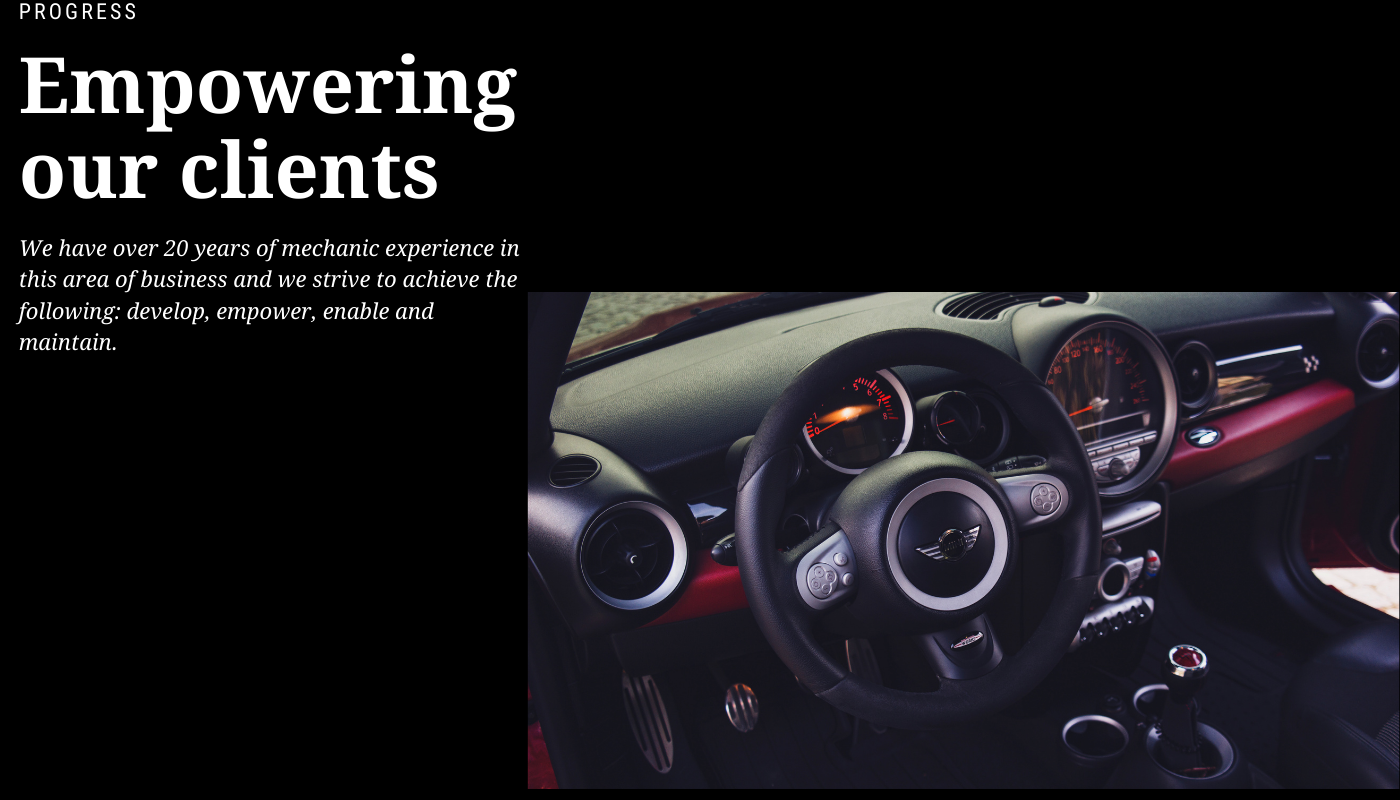 PROGRESS
Empowering
our clients
We have over 20 years of mechanic experience in
this area of business and we strive to achieve the
following: develop, empower, enable and
maintain.